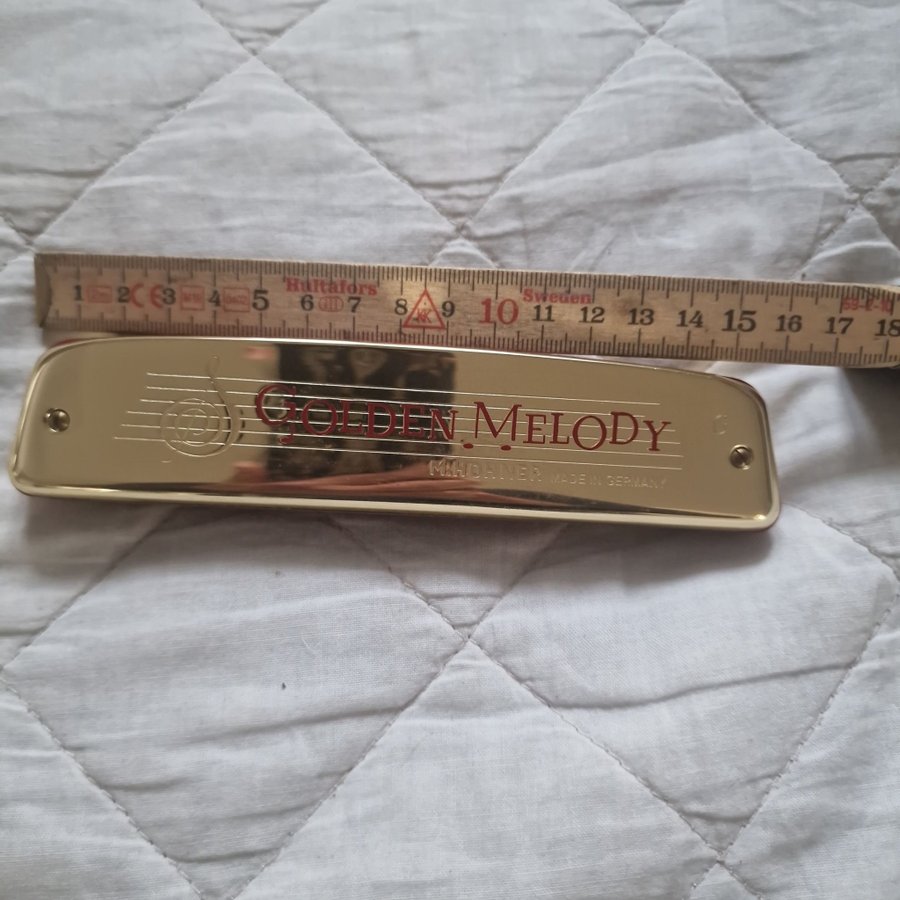 1 2 CE 3 4 5 6 7 8 9 10 11 12 13 14 15 16 17 18
Hultafors Sweden
GOLDEN MELODY
C
M.HOHNER MADE IN GERMANY